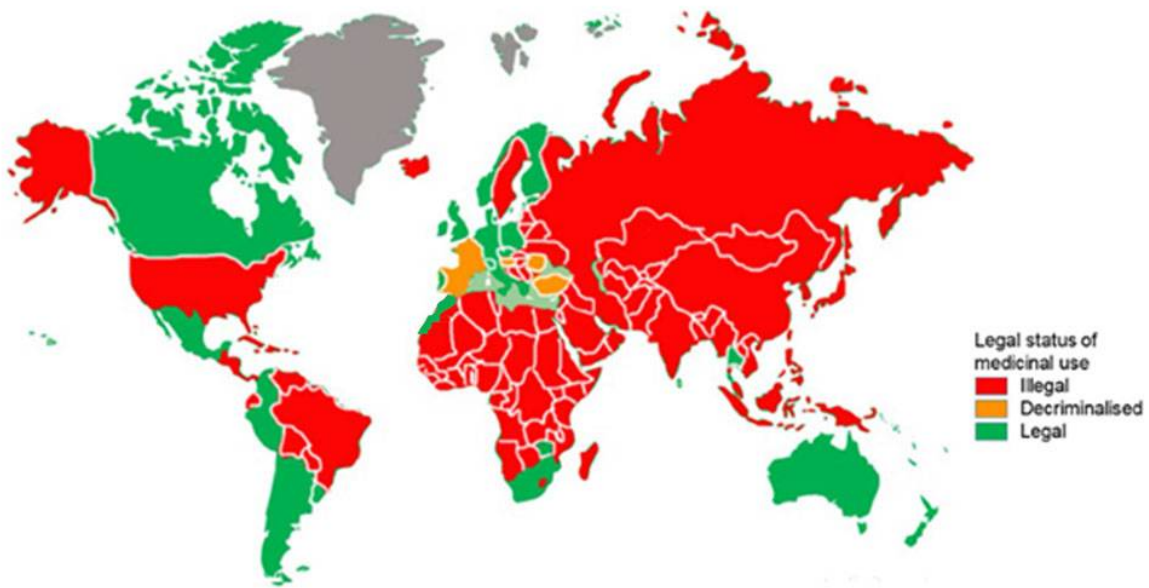 Legal status of
medicinal use
Illegal
Decriminalised
Legal